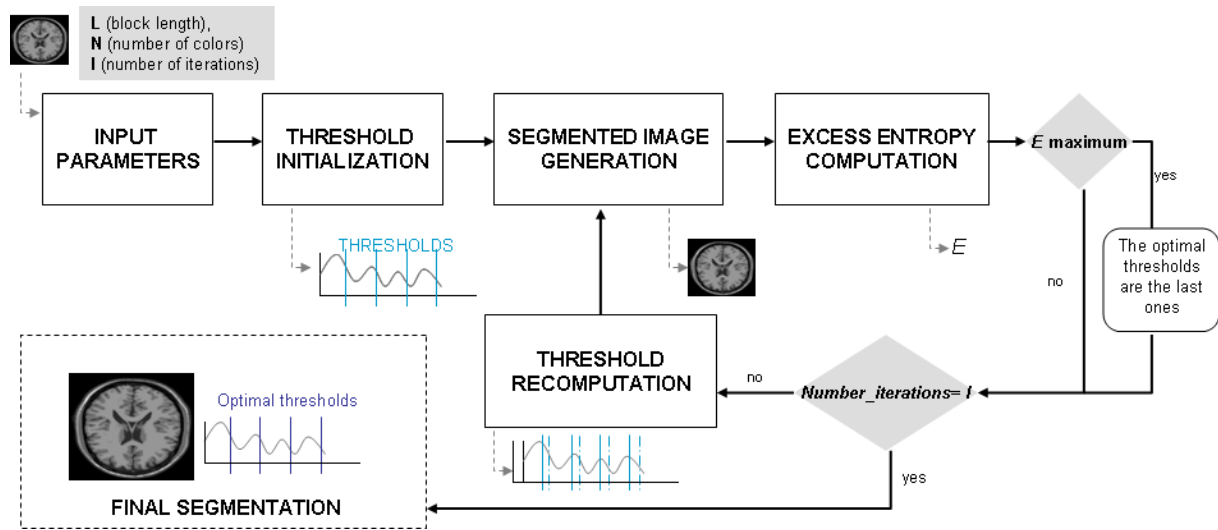 L (block length),
N (number of colors)
I (number of iterations)
INPUT
PARAMETERS
THRESHOLD
INITIALIZATION
SEGMENTED IMAGE
GENERATION
EXCESS ENTROPY
COMPUTATION
E maximum
yes
THRESHOLDS
E
no
The optimal
thresholds
are the last
ones
THRESHOLD
RECOMPUTATION
no
Number_iterations= I
yes
Optimal thresholds
FINAL SEGMENTATION